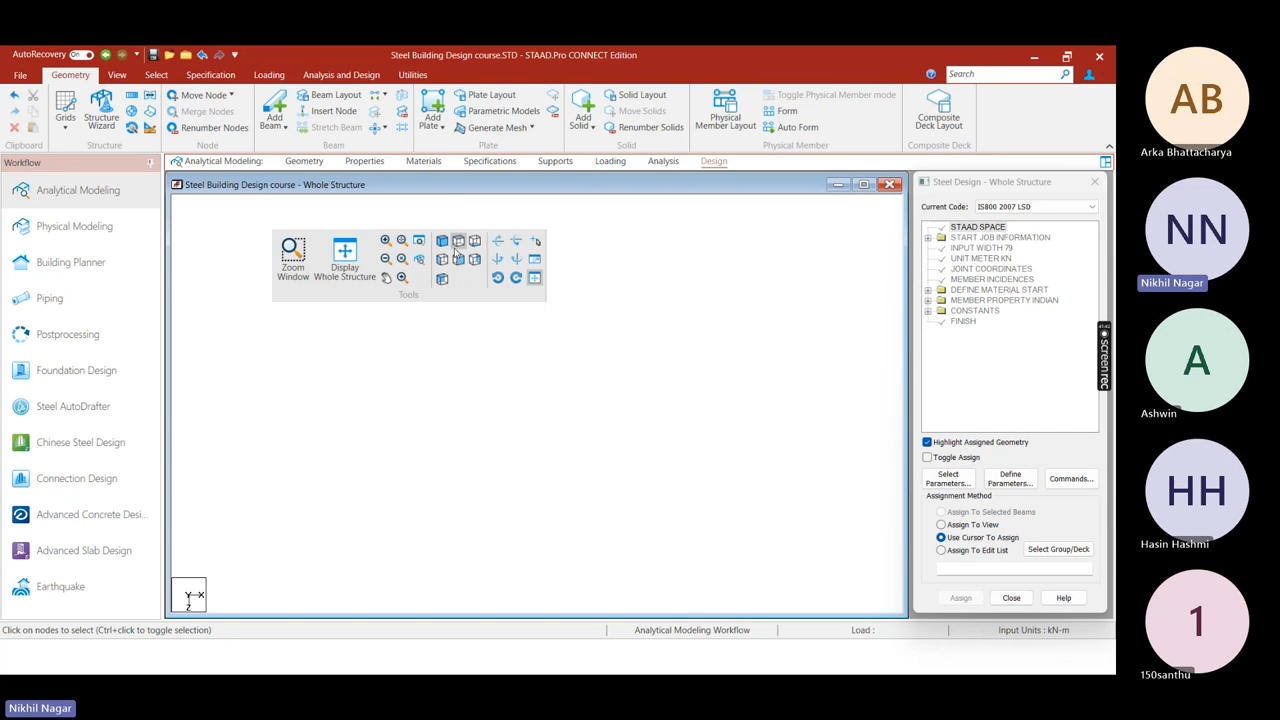 AutoRecovery On
Steel Building Design course.STD - STAAD.Pro CONNECT Edition
File Geometry View Select Specification Loading Analysis and Design Utilities
Search
Grids
Structure Wizard
Move Node
Merge Nodes
Renumber Nodes
Add Beam
Beam Layout
Insert Node
Stretch Beam
Add Plate
Plate Layout
Parametric Models
Generate Mesh
Add Solid
Solid Layout
Move Solids
Renumber Solids
Physical Member Layout
Toggle Physical Member mode
Form
Auto Form
Composite Deck Layout
Clipboard Structure Node Beam Plate Solid Physical Member Composite Deck
Workflow
Analytical Modeling: Geometry Properties Materials Specifications Supports Loading Analysis Design
Analytical Modeling
Physical Modeling
Building Planner
Piping
Postprocessing
Foundation Design
Steel AutoDrafter
Chinese Steel Design
Connection Design
Advanced Concrete Desi...
Advanced Slab Design
Earthquake
Steel Building Design course - Whole Structure
Zoom Window
Display Whole Structure
Tools
Y X
Z
Steel Design - Whole Structure
Current Code: IS800 2007 LSD
STAAD SPACE
START JOB INFORMATION
INPUT WIDTH 79
UNIT METER KN
JOINT COORDINATES
MEMBER INCIDENCES
DEFINE MATERIAL START
MEMBER PROPERTY INDIAN
CONSTANTS
FINISH
Highlight Assigned Geometry
Toggle Assign
Select Parameters...
Define Parameters...
Commands...
Assignment Method
Assign To Selected Beams
Assign To View
Use Cursor To Assign
Assign To Edit List
Select Group/Deck
Assign Close Help
Click on nodes to select (Ctrl+click to toggle selection)
Analytical Modeling Workflow
Load :
Input Units : kN-m
screen rec
AB
Arka Bhattacharya
NN
Nikhil Nagar
A
Ashwin
HH
Hasin Hashmi
1
150santhu
Nikhil Nagar